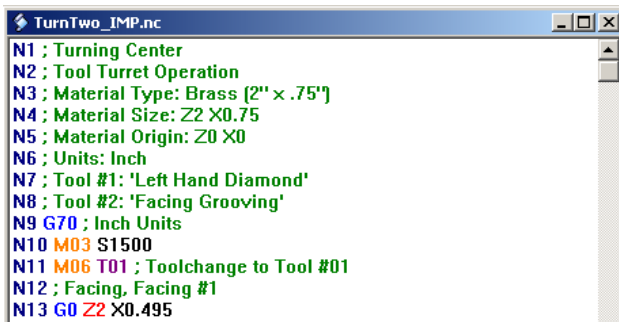 TurnTwo_IMP.nc
N1 ; Turning Center
N2 ; Tool Turret Operation
N3 ; Material Type: Brass (2" x .75")
N4 ; Material Size: Z2 X0.75
N5 ; Material Origin: Z0 X0
N6 ; Units: Inch
N7 ; Tool #1: 'Left Hand Diamond'
N8 ; Tool #2: 'Facing Grooving'
N9 G70 ; Inch Units
N10 M03 S1500
N11 M06 T01 ; Toolchange to Tool #01
N12 ; Facing, Facing #1
N13 G0 Z2 X0.495